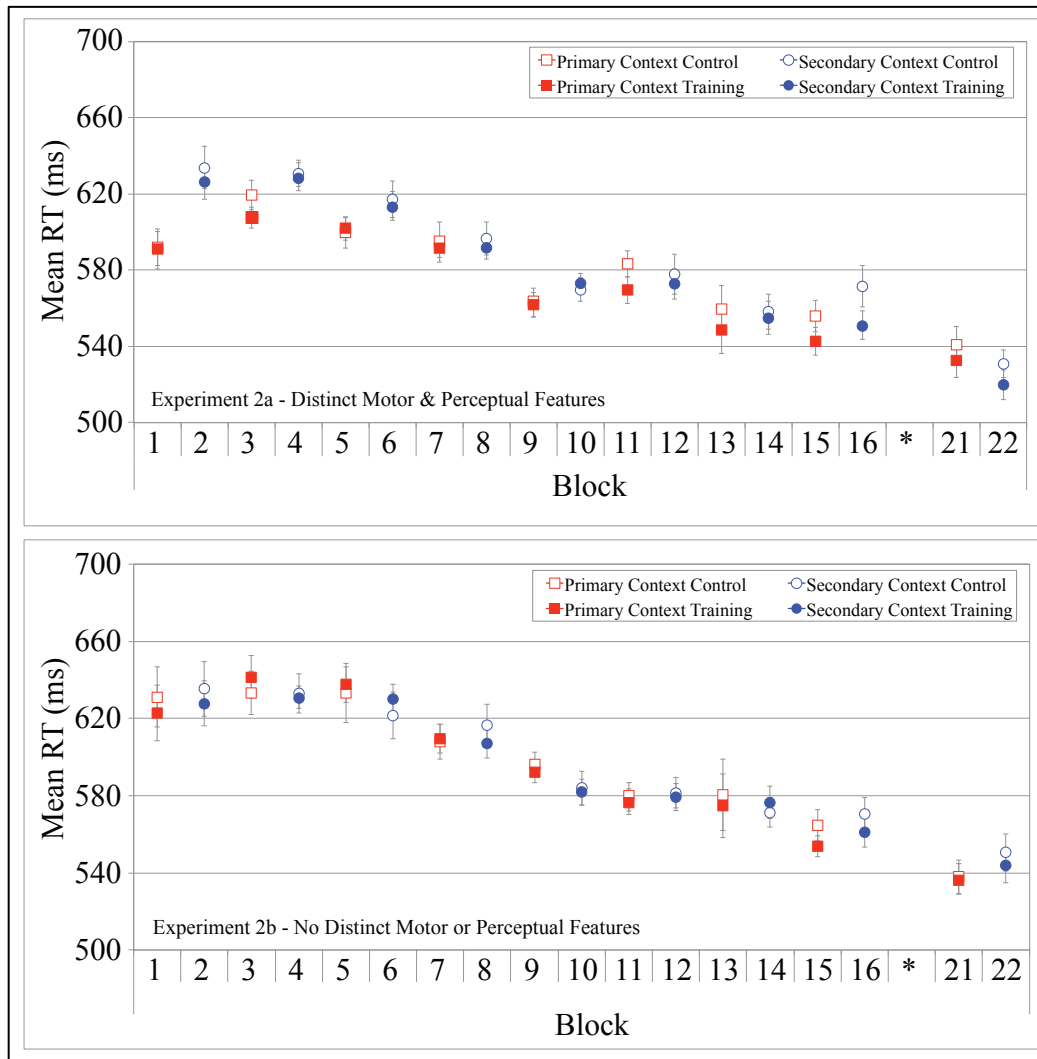 700
660
620
580
540
500
Mean RT (ms)
Primary Context Control
Secondary Context Control
Primary Context Training
Secondary Context Training
Experiment 2a - Distinct Motor & Perceptual Features
1 2 3 4 5 6 7 8 9 10 11 12 13 14 15 16 * 21 22
Block
700
660
620
580
540
500
Mean RT (ms)
Primary Context Control
Secondary Context Control
Primary Context Training
Secondary Context Training
Experiment 2b - No Distinct Motor or Perceptual Features
1 2 3 4 5 6 7 8 9 10 11 12 13 14 15 16 * 21 22
Block